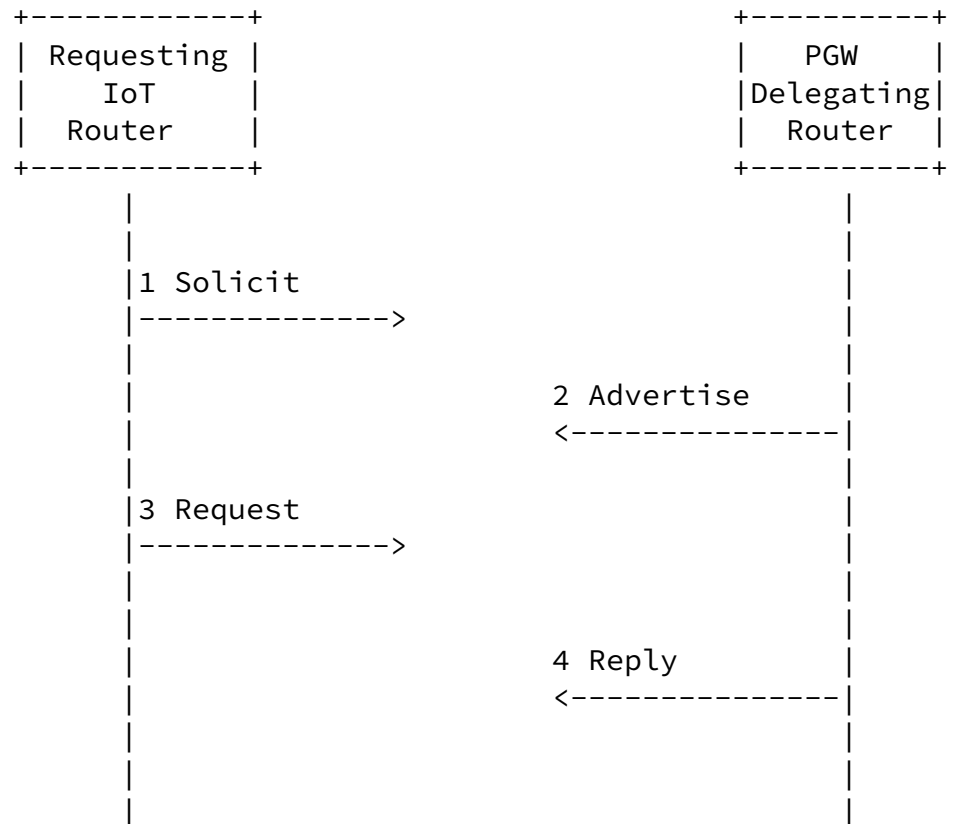 Requesting
PGW
IoT
Delegating
Router
Router
1 Solicit
2 Advertise
3 Request
4 Reply